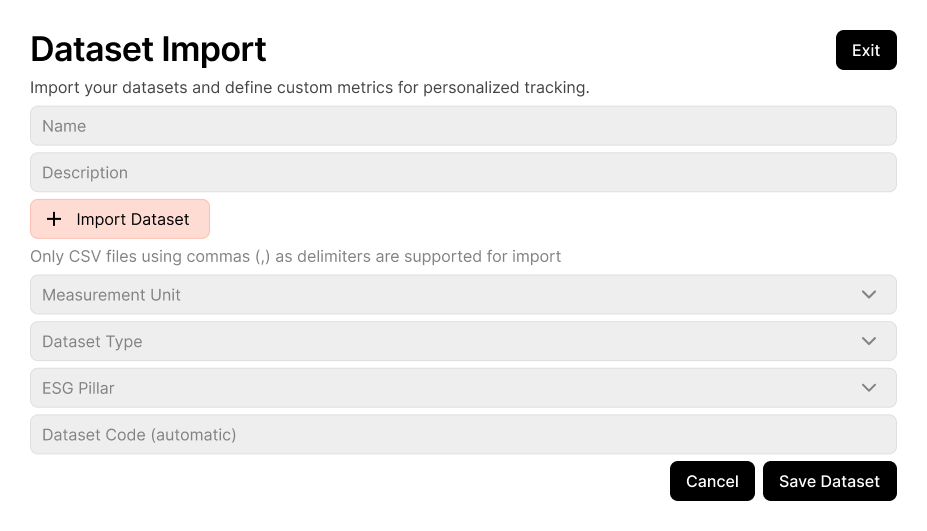 Dataset Import
Exit
Import your datasets and define custom metrics for personalized tracking.
Name
Description
+ Import Dataset
Only CSV files using commas (,) as delimiters are supported for import
Measurement Unit
Dataset Type
ESG Pillar
Dataset Code (automatic)
Cancel
Save Dataset